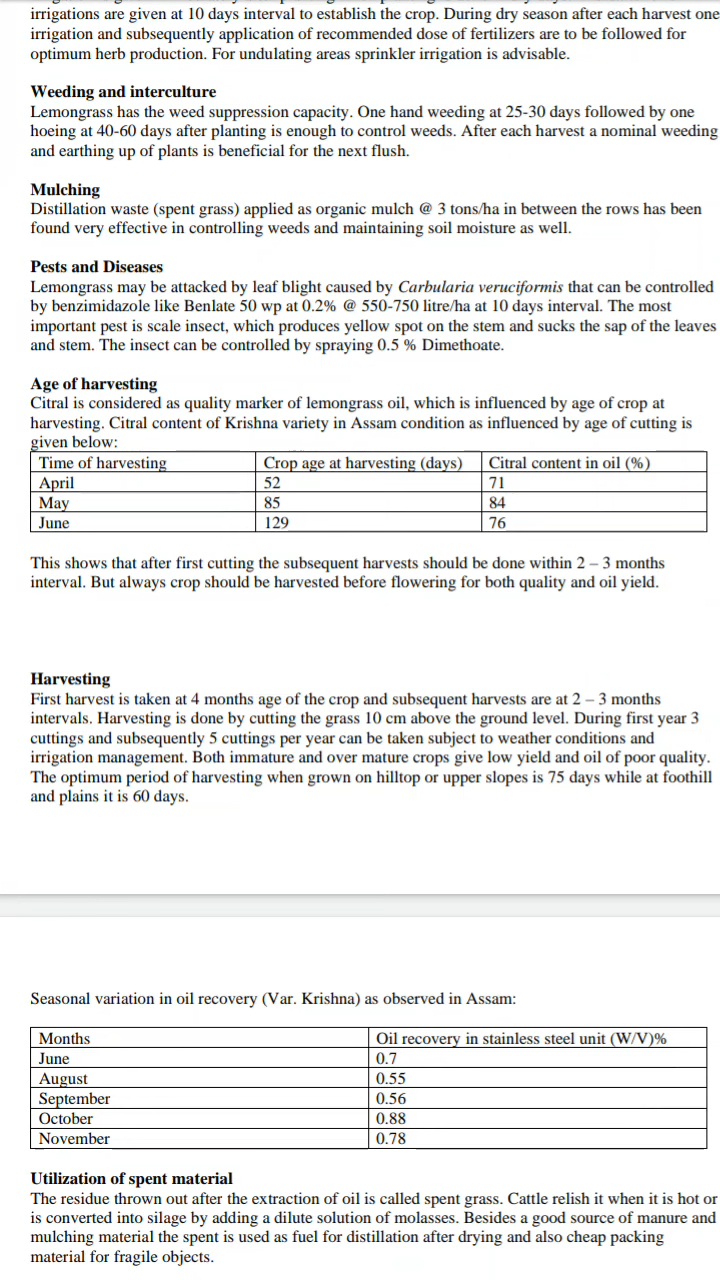 irrigations are given at 10 days interval to establish the crop. During dry season after each harvest one
irrigation and subsequently application of recommended dose of fertilizers are to be followed for
optimum herb production. For undulating areas sprinkler irrigation is advisable.
Weeding and interculture
Lemongrass has the weed suppression capacity. One hand weeding at 25-30 days followed by one
hoeing at 40-60 days after planting is enough to control weeds. After each harvest a nominal weeding
and earthing up of plants is beneficial for the next flush.
Mulching
Distillation waste (spent grass) applied as organic mulch @ 3 tons/ha in between the rows has been
found very effective in controlling weeds and maintaining soil moisture as well.
Pests and Diseases
Lemongrass may be attacked by leaf blight caused by Carbularia veruciformis that can be controlled
by benzimidazole like Benlate 50 wp at 0.2% @ 550-750 litre/ha at 10 days interval. The most
important pest is scale insect, which produces yellow spot on the stem and sucks the sap of the leaves
and stem. The insect can be controlled by spraying 0.5 % Dimethoate.
Age of harvesting
Citral is considered as quality marker of lemongrass oil, which is influenced by age of crop at
harvesting. Citral content of Krishna variety in Assam condition as influenced by age of cutting is
given below:
Time of harvesting Crop age at harvesting (days) Citral content in oil (%)
April 52 71
May 85 84
June 129 76
This shows that after first cutting the subsequent harvests should be done within 2 – 3 months
interval. But always crop should be harvested before flowering for both quality and oil yield.
Harvesting
First harvest is taken at 4 months age of the crop and subsequent harvests are at 2 – 3 months
intervals. Harvesting is done by cutting the grass 10 cm above the ground level. During first year 3
cuttings and subsequently 5 cuttings per year can be taken subject to weather conditions and
irrigation management. Both immature and over mature crops give low yield and oil of poor quality.
The optimum period of harvesting when grown on hilltop or upper slopes is 75 days while at foothill
and plains it is 60 days.
Seasonal variation in oil recovery (Var. Krishna) as observed in Assam:
Months Oil recovery in stainless steel unit (W/V)%
June 0.7
August 0.55
September 0.56
October 0.88
November 0.78
Utilization of spent material
The residue thrown out after the extraction of oil is called spent grass. Cattle relish it when it is hot or
is converted into silage by adding a dilute solution of molasses. Besides a good source of manure and
mulching material the spent is used as fuel for distillation after drying and also cheap packing
material for fragile objects.